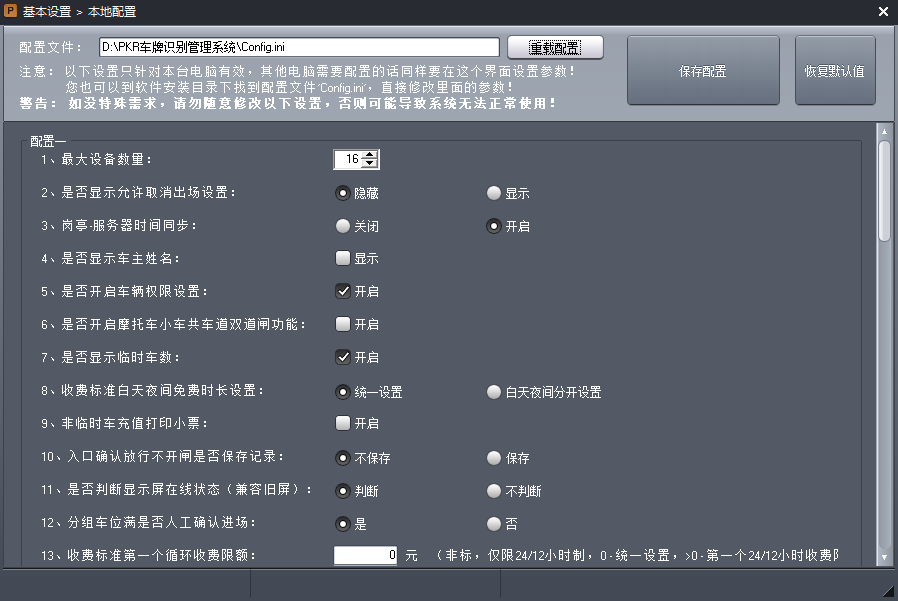 P 基本设置 > 本地配置
配置文件： D:\PKR车牌识别管理系统\Config.ini 重载配置 保存配置 恢复默认值
注意： 以下设置只针对本台电脑有效，其他电脑需要配置的话同样要在这个界面设置参数！
您也可以到软件安装目录下找到配置文件'Config.ini'，直接修改里面的参数！
警告： 如没特殊需求，请勿随意修改以下设置，否则可能导致系统无法正常使用！
配置一
1、最大设备数量： 16
2、是否显示允许取消出场设置： 隐藏 显示
3、岗亭-服务器时间同步： 关闭 开启
4、是否显示车主姓名： 显示
5、是否开启车辆权限设置： 开启
6、是否开启摩托车小车共车道双道闸功能： 开启
7、是否显示临时车数： 开启
8、收费标准白天夜间免费时长设置： 统一设置 白天夜间分开设置
9、非临时车充值打印小票： 开启
10、入口确认放行不开闸是否保存记录： 不保存 保存
11、是否判断显示屏在线状态（兼容旧屏）： 判断 不判断
12、分组车位满是否人工确认进场： 是 否
13、收费标准第一个循环收费限额： 0 元 （非标，仅限24/12小时制，0-统一设置，>0-第一个24/12小时收费